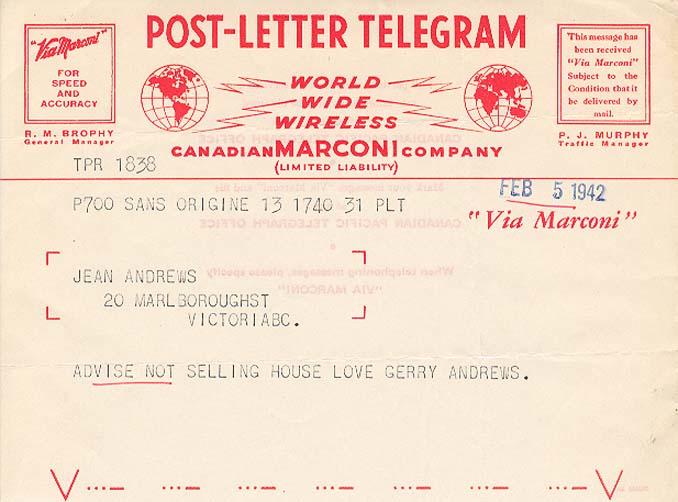 "Via Marconi"
FOR
SPEED
AND
ACCURACY
R. M. BROPHY
General Manager
POST-LETTER TELEGRAM
WORLD
WIDE
WIRELESS
CANADIAN MARCONI COMPANY
(LIMITED LIABILITY)
This message has
been received
"Via Marconi"
Subject to the
Condition that it
be delivered by
mail.
P. J. MURPHY
Traffic Manager
TPR 1838
P700 SANS ORIGINE 13 1740 31 PLT
FEB 5 1942
"Via Marconi"
JEAN ANDREWS
20 MARLBOROUGHST
VICTORIABC.
ADVISE NOT SELLING HOUSE LOVE GERRY ANDREWS.